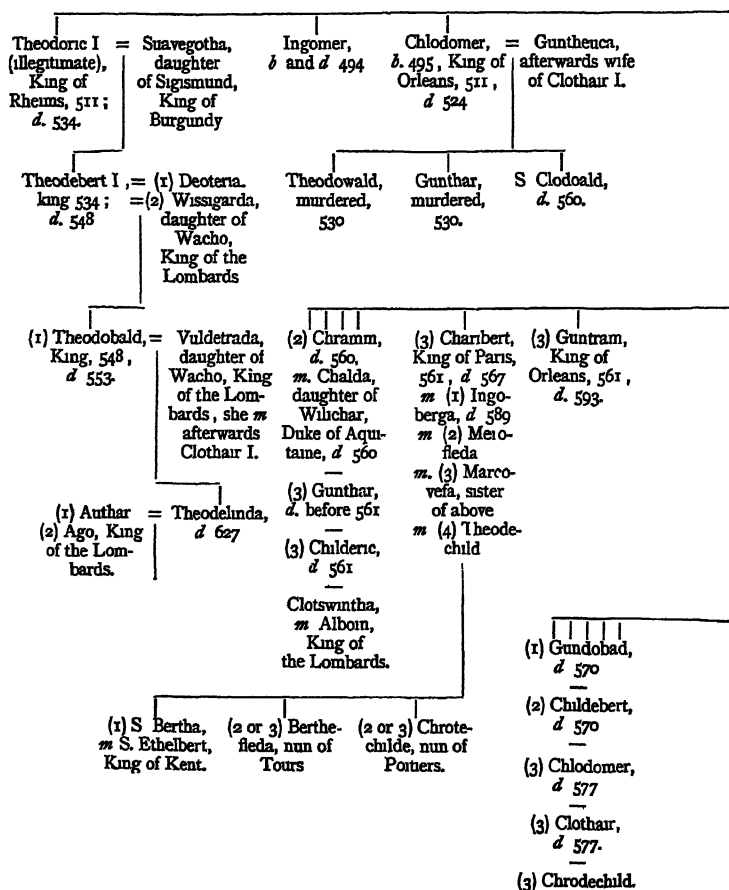 Theodoric I
(illegitimate),
King of
Rheims, 511;
d. 534.
=
Suavegotha,
daughter
of Sigismund,
King of
Burgundy
Ingomer,
b and d 494
Chlodomer,
b. 495, King of
Orleans, 511,
d 524
=
Guntheuca,
afterwards wife
of Clothair I.
Theodebert I,
king 534;
d. 548
= (1) Deoteria.
= (2) Wissigarda,
daughter of
Wacho,
King of the
Lombards
Theodowald,
murdered,
530
Gunthar,
murdered,
530.
S Clodoald,
d. 560.
(1) Theodobald,
King, 548,
d 553.
=
Vuldetrada,
daughter of
Wacho, King
of the Lom-
bards, she m
afterwards
Clothair I.
(2) Chramm,
d. 560,
m. Chalda,
daughter of
Wilichar,
Duke of Aqui-
taine, d 560
—
(3) Gunthar,
d. before 561
—
(3) Childeric,
d 561
—
Clotswintha,
m Alboin,
King of
the Lombards.
(3) Charibert,
King of Paris,
561, d 567
m (1) Ingo-
berga, d 589
m (2) Mero-
fleda
m. (3) Marco-
vefa, sister
of above
m (4) Theode-
child
(3) Guntram,
King of
Orleans, 561,
d. 593.
(1) Authar
(2) Ago, King
of the Lom-
bards.
=
Theodelinda,
d 627
(1) S Bertha,
m S. Ethelbert,
King of Kent.
(2 or 3) Berthe-
fleda, nun of
Tours
(2 or 3) Chrote-
childe, nun of
Poitiers.
(1) Gundobad,
d 570
—
(2) Childebert,
d 570
—
(3) Chlodomer,
d 577
—
(3) Clothair,
d 577.
—
(3) Chrodechild.